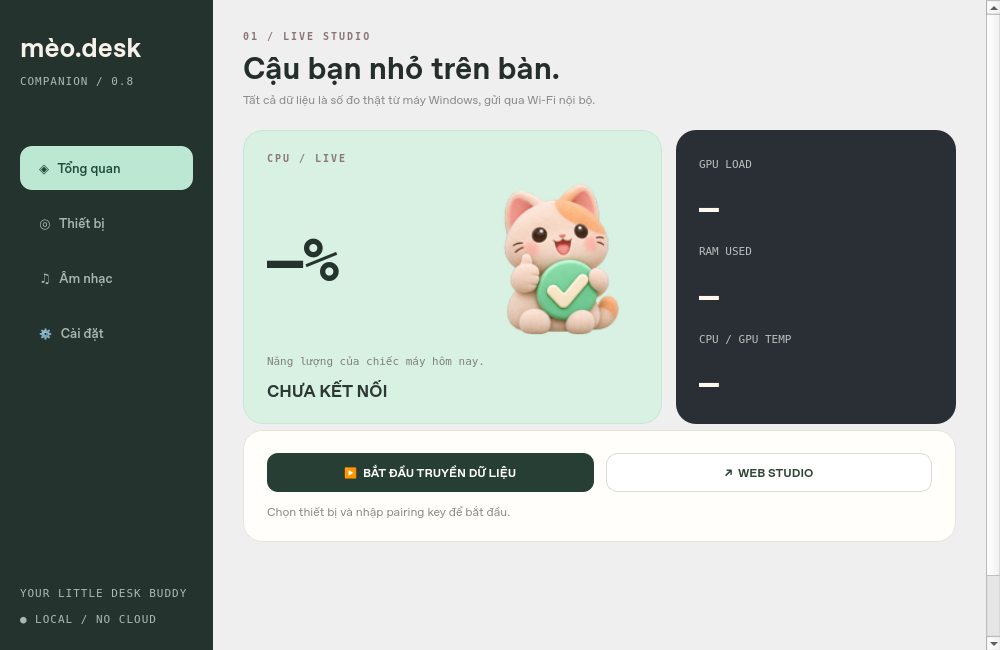 mèo.desk
COMPANION / 0.8
◈ Tổng quan
◎ Thiết bị
♫ Âm nhạc
⚙ Cài đặt
YOUR LITTLE DESK BUDDY
● LOCAL / NO CLOUD
01 / LIVE STUDIO
Cậu bạn nhỏ trên bàn.
Tất cả dữ liệu là số đo thật từ máy Windows, gửi qua Wi-Fi nội bộ.
CPU / LIVE
—%
Năng lượng của chiếc máy hôm nay.
CHƯA KẾT NỐI
GPU LOAD
—
RAM USED
—
CPU / GPU TEMP
—
▶ BẮT ĐẦU TRUYỀN DỮ LIỆU
↗ WEB STUDIO
Chọn thiết bị và nhập pairing key để bắt đầu.